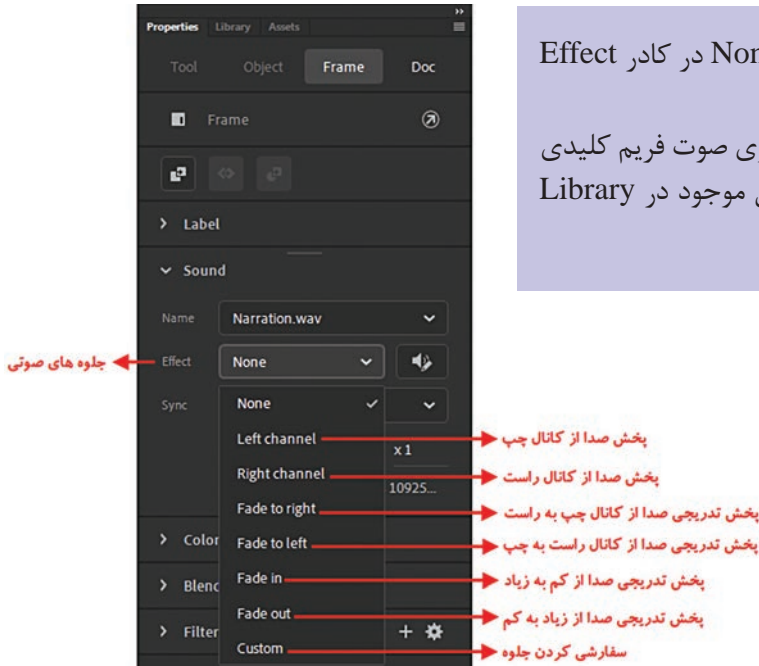 Properties Library Assets
Tool Object Frame Doc
Frame
Label
Sound
Name Narration.wav
جلوه های صوتی
Effect None
Sync
None
Left channel
پخش صدا از کانال چپ
x 1
Right channel
پخش صدا از کانال راست
10925...
Fade to right
پخش تدریجی صدا از کانال چپ به راست
Fade to left
پخش تدریجی صدا از کانال راست به چپ
Fade in
پخش تدریجی صدا از کم به زیاد
Fade out
پخش تدریجی صدا از زیاد به کم
Custom
سفارشی کردن جلوه
Color
Blend
Filter
در کادر Effect
صوت فریم کلیدی
موجود در Library